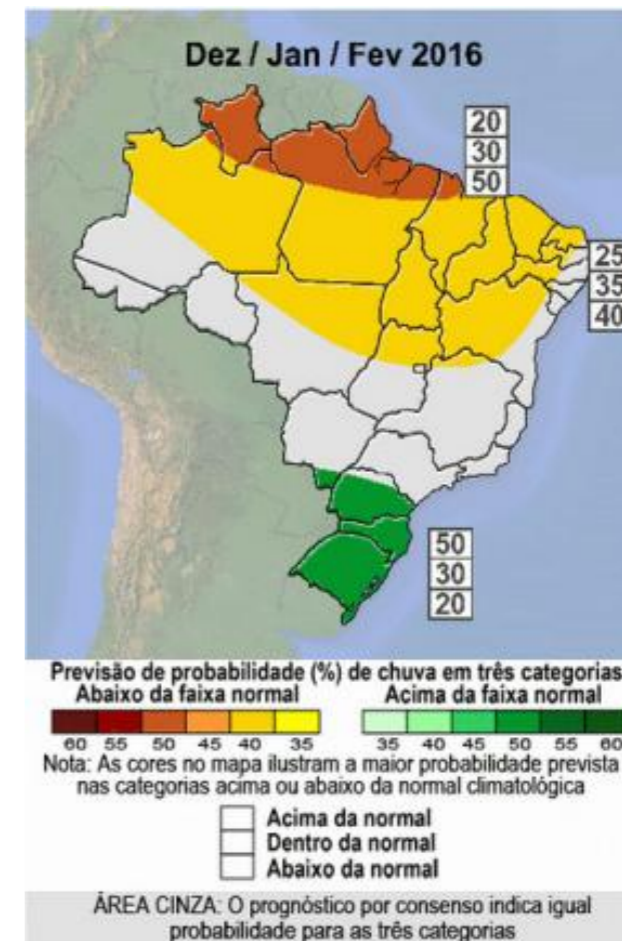 Dez / Jan / Fev 2016
20
30
50
25
35
40
50
30
20
Previsão de probabilidade (%) de chuva em três categorias
Abaixo da faixa normal Acima da faixa normal
60 55 50 45 40 35 35 40 45 50 55 60
Nota: As cores no mapa ilustram a maior probabilidade prevista
nas categorias acima ou abaixo da normal climatológica
Acima da normal
Dentro da normal
Abaixo da normal
ÁREA CINZA: O prognóstico por consenso indica igual
probabilidade para as três categorias